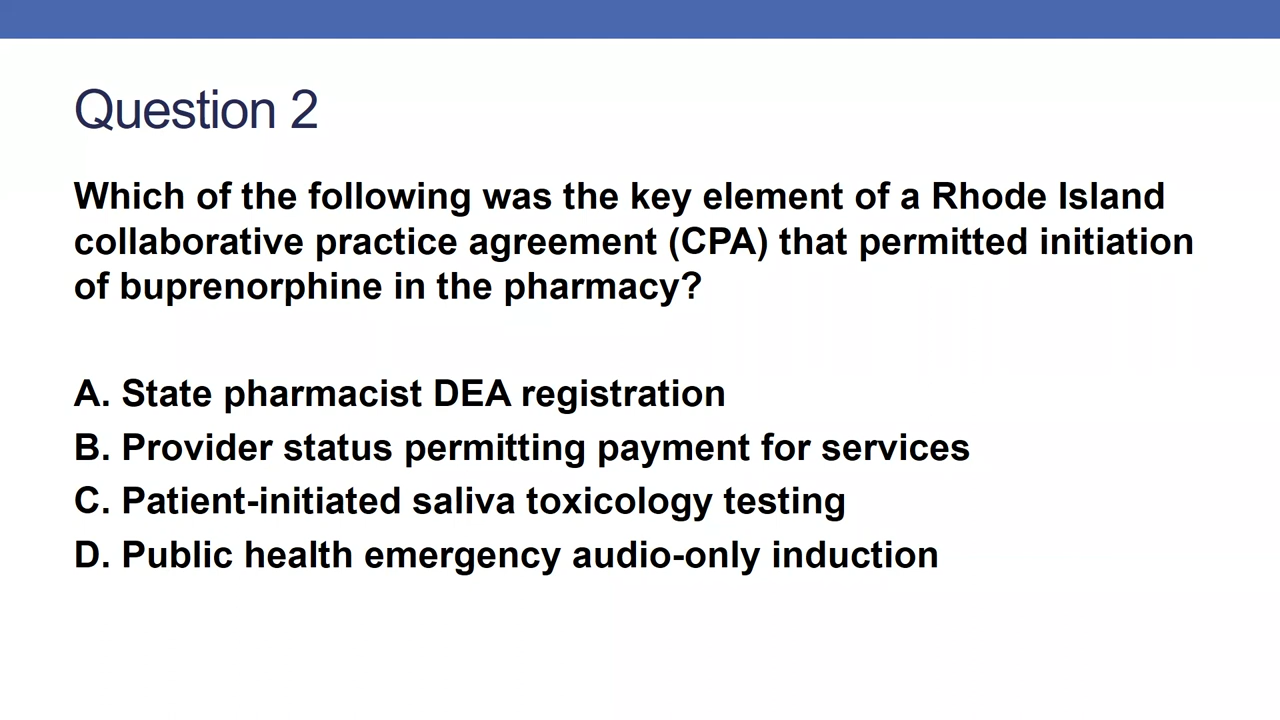 Question 2
Which of the following was the key element of a Rhode Island
collaborative practice agreement (CPA) that permitted initiation
of buprenorphine in the pharmacy?
A. State pharmacist DEA registration
B. Provider status permitting payment for services
C. Patient-initiated saliva toxicology testing
D. Public health emergency audio-only induction